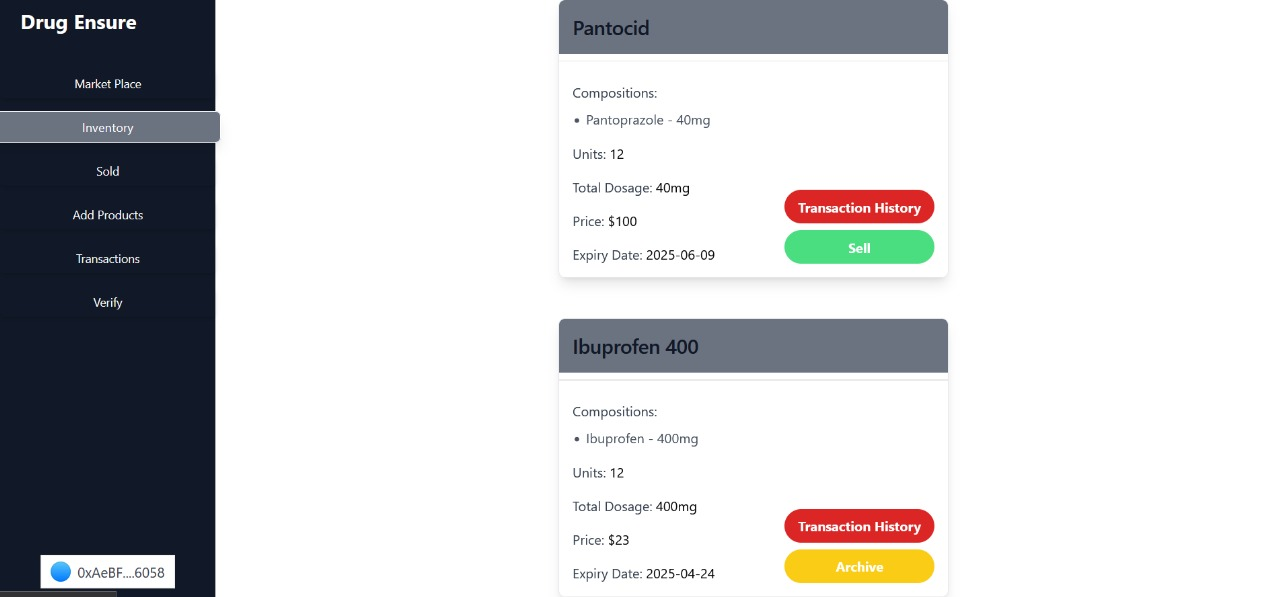 Drug Ensure
Market Place
Inventory
Sold
Add Products
Transactions
Verify
0xAeBF....6058
Pantocid
Compositions:
• Pantoprazole - 40mg
Units: 12
Total Dosage: 40mg
Price: $100
Expiry Date: 2025-06-09
Transaction History
Sell
Ibuprofen 400
Compositions:
• Ibuprofen - 400mg
Units: 12
Total Dosage: 400mg
Price: $23
Expiry Date: 2025-04-24
Transaction History
Archive